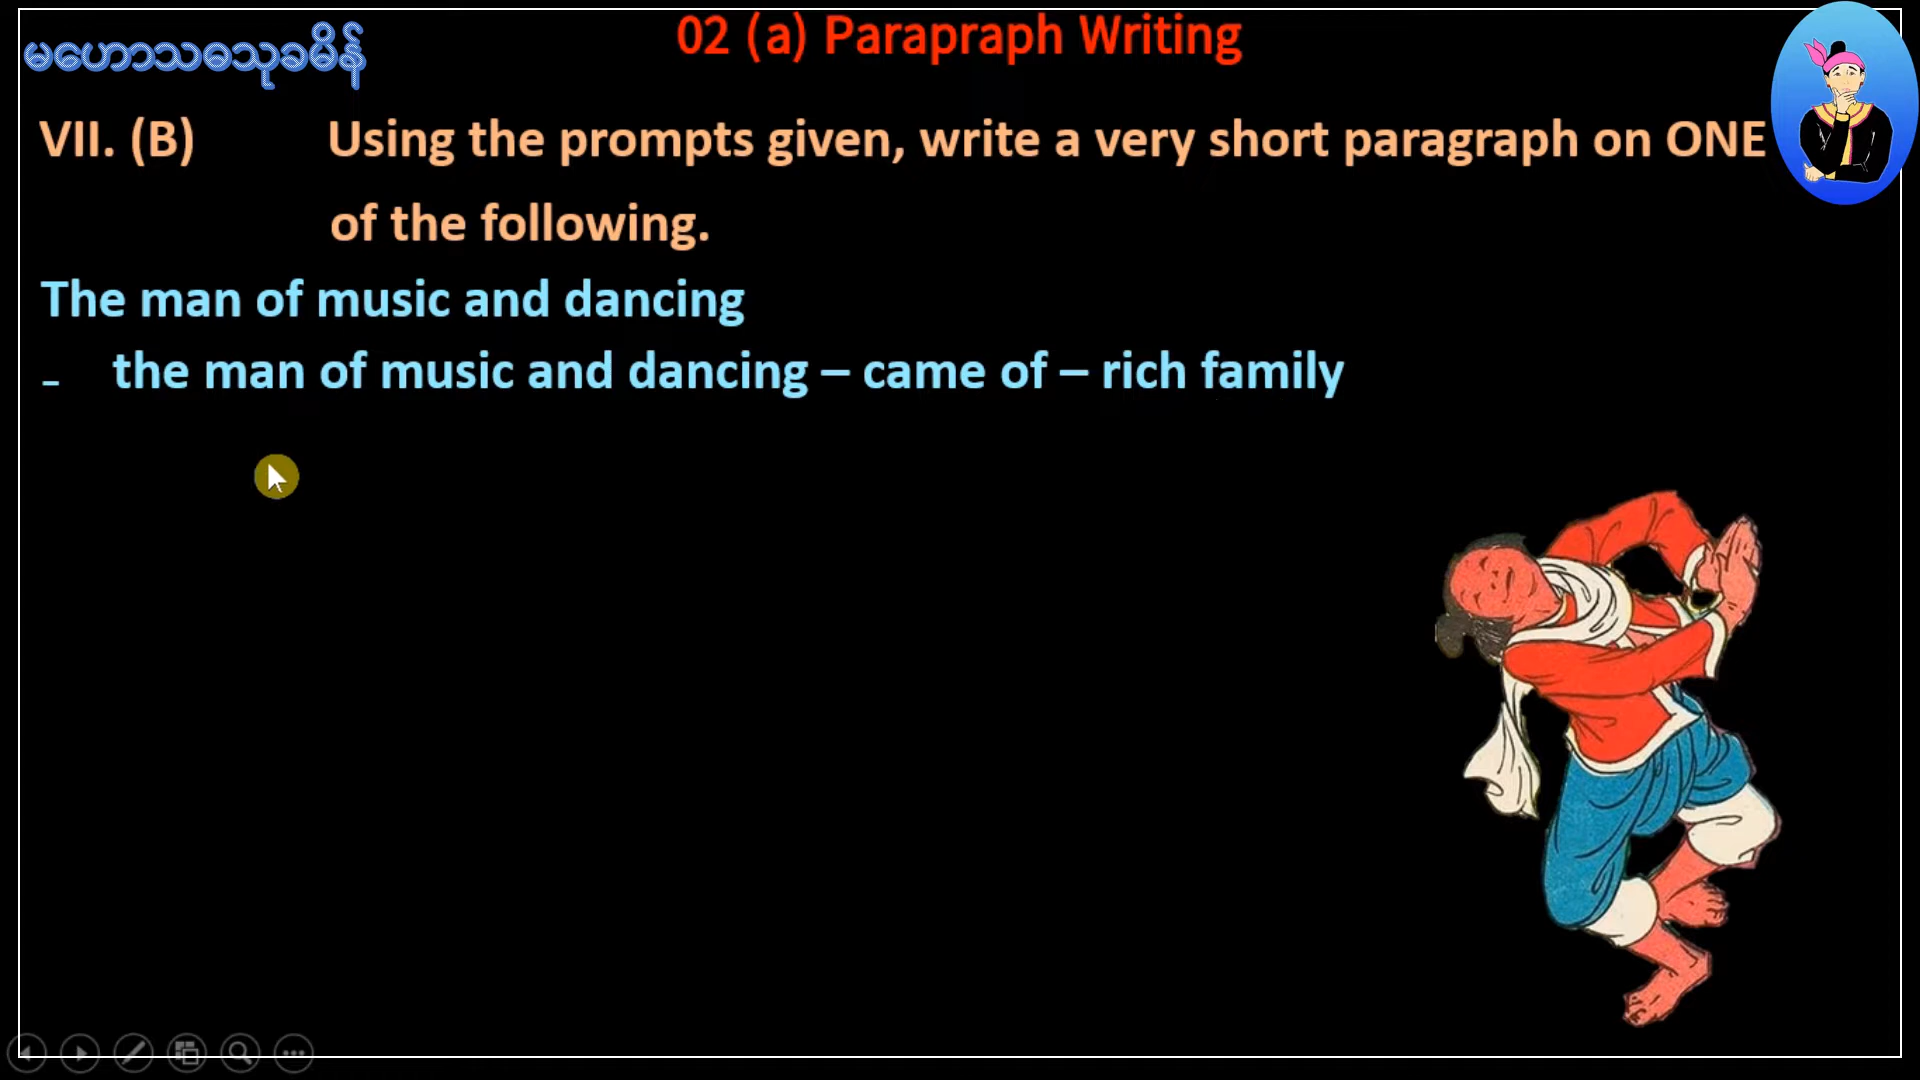 02 (a) Parapraph Writing
မဟောသဓသုခမိန်
VII. (B) Using the prompts given, write a very short paragraph on ONE
of the following.
The man of music and dancing
- the man of music and dancing – came of – rich family